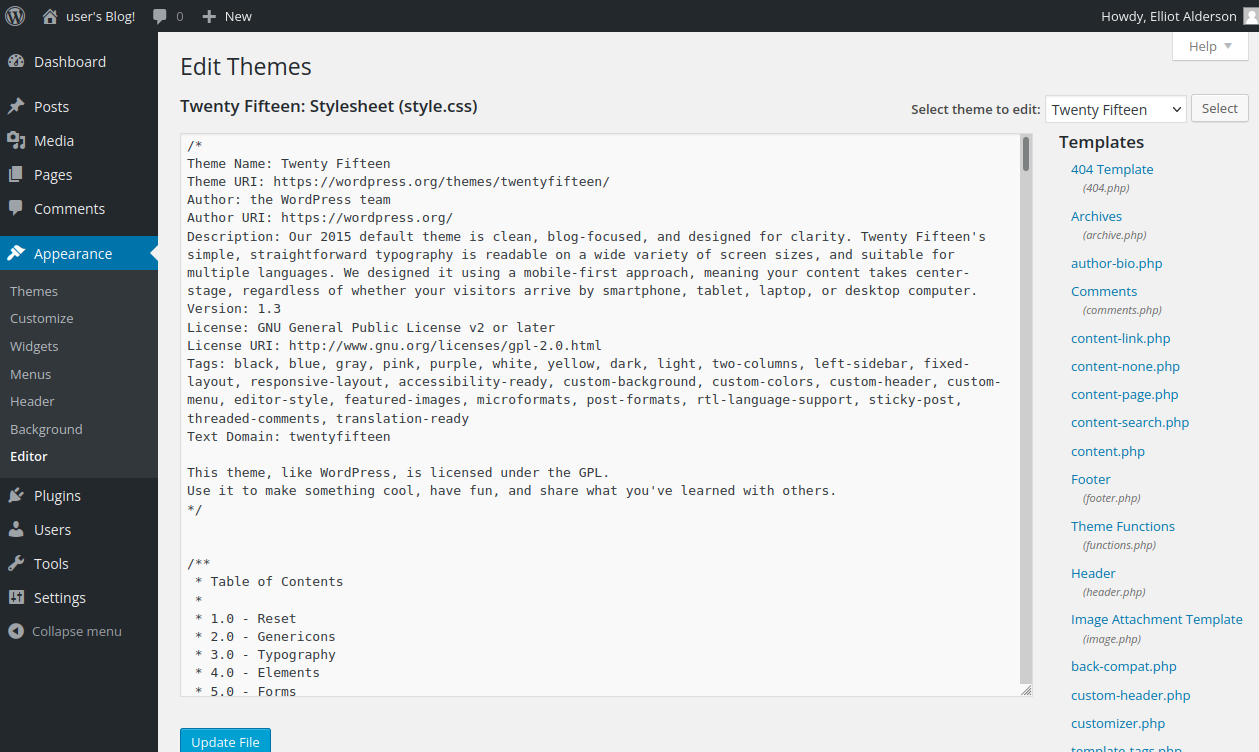 user's Blog!
0
New
Howdy, Elliot Alderson
Dashboard
Posts
Media
Pages
Comments
Appearance
Themes
Customize
Widgets
Menus
Header
Background
Editor
Plugins
Users
Tools
Settings
Collapse menu
Help
Edit Themes
Twenty Fifteen: Stylesheet (style.css)
Select theme to edit: Twenty Fifteen Select
/*
Theme Name: Twenty Fifteen
Theme URI: https://wordpress.org/themes/twentyfifteen/
Author: the WordPress team
Author URI: https://wordpress.org/
Description: Our 2015 default theme is clean, blog-focused, and designed for clarity. Twenty Fifteen's
simple, straightforward typography is readable on a wide variety of screen sizes, and suitable for
multiple languages. We designed it using a mobile-first approach, meaning your content takes center-
stage, regardless of whether your visitors arrive by smartphone, tablet, laptop, or desktop computer.
Version: 1.3
License: GNU General Public License v2 or later
License URI: http://www.gnu.org/licenses/gpl-2.0.html
Tags: black, blue, gray, pink, purple, white, yellow, dark, light, two-columns, left-sidebar, fixed-
layout, responsive-layout, accessibility-ready, custom-background, custom-colors, custom-header, custom-
menu, editor-style, featured-images, microformats, post-formats, rtl-language-support, sticky-post,
threaded-comments, translation-ready
Text Domain: twentyfifteen
This theme, like WordPress, is licensed under the GPL.
Use it to make something cool, have fun, and share what you've learned with others.
*/
/**
* Table of Contents
*
* 1.0 - Reset
* 2.0 - Genericons
* 3.0 - Typography
* 4.0 - Elements
* 5.0 - Forms
Update File
Templates
404 Template
(404.php)
Archives
(archive.php)
author-bio.php
Comments
(comments.php)
content-link.php
content-none.php
content-page.php
content-search.php
content.php
Footer
(footer.php)
Theme Functions
(functions.php)
Header
(header.php)
Image Attachment Template
(image.php)
back-compat.php
custom-header.php
customizer.php
template-tags.php